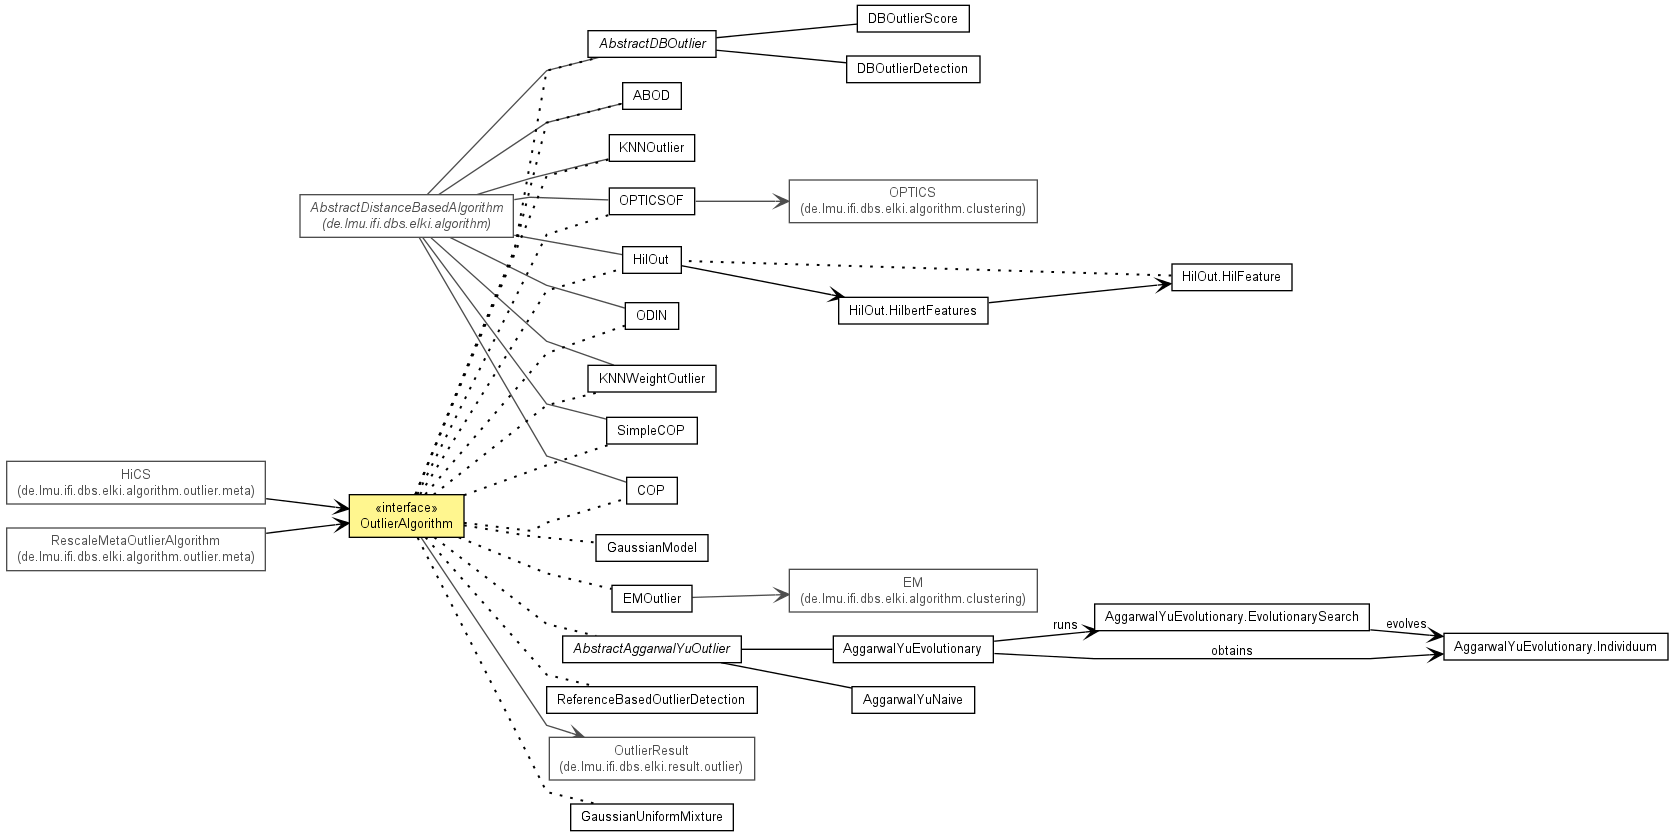 DBOutlierScore
AbstractDBOutlier
DBOutlierDetection
ABOD
KNNOutlier
OPTICS
(de.lmu.ifi.dbs.elki.algorithm.clustering)
OPTICSOF
AbstractDistanceBasedAlgorithm
(de.lmu.ifi.dbs.elki.algorithm)
HilOut
HilOut.HilFeature
HilOut.HilbertFeatures
ODIN
KNNWeightOutlier
SimpleCOP
HiCS
(de.lmu.ifi.dbs.elki.algorithm.outlier.meta)
COP
«interface»
OutlierAlgorithm
RescaleMetaOutlierAlgorithm
(de.lmu.ifi.dbs.elki.algorithm.outlier.meta)
GaussianModel
EM
(de.lmu.ifi.dbs.elki.algorithm.clustering)
EMOutlier
runs
AggarwalYuEvolutionary.EvolutionarySearch
evolves
AbstractAggarwalYuOutlier
AggarwalYuEvolutionary
obtains
AggarwalYuEvolutionary.Individuum
ReferenceBasedOutlierDetection
AggarwalYuNaive
OutlierResult
(de.lmu.ifi.dbs.elki.result.outlier)
GaussianUniformMixture